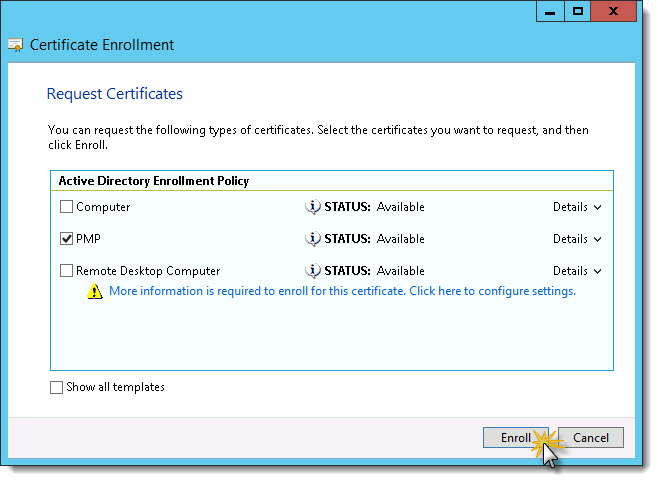 Certificate Enrollment
Request Certificates
You can request the following types of certificates. Select the certificates you want to request, and then
click Enroll.
Active Directory Enrollment Policy
Computer STATUS: Available Details
PMP STATUS: Available Details
Remote Desktop Computer STATUS: Available Details
More information is required to enroll for this certificate. Click here to configure settings.
Show all templates
Enroll Cancel